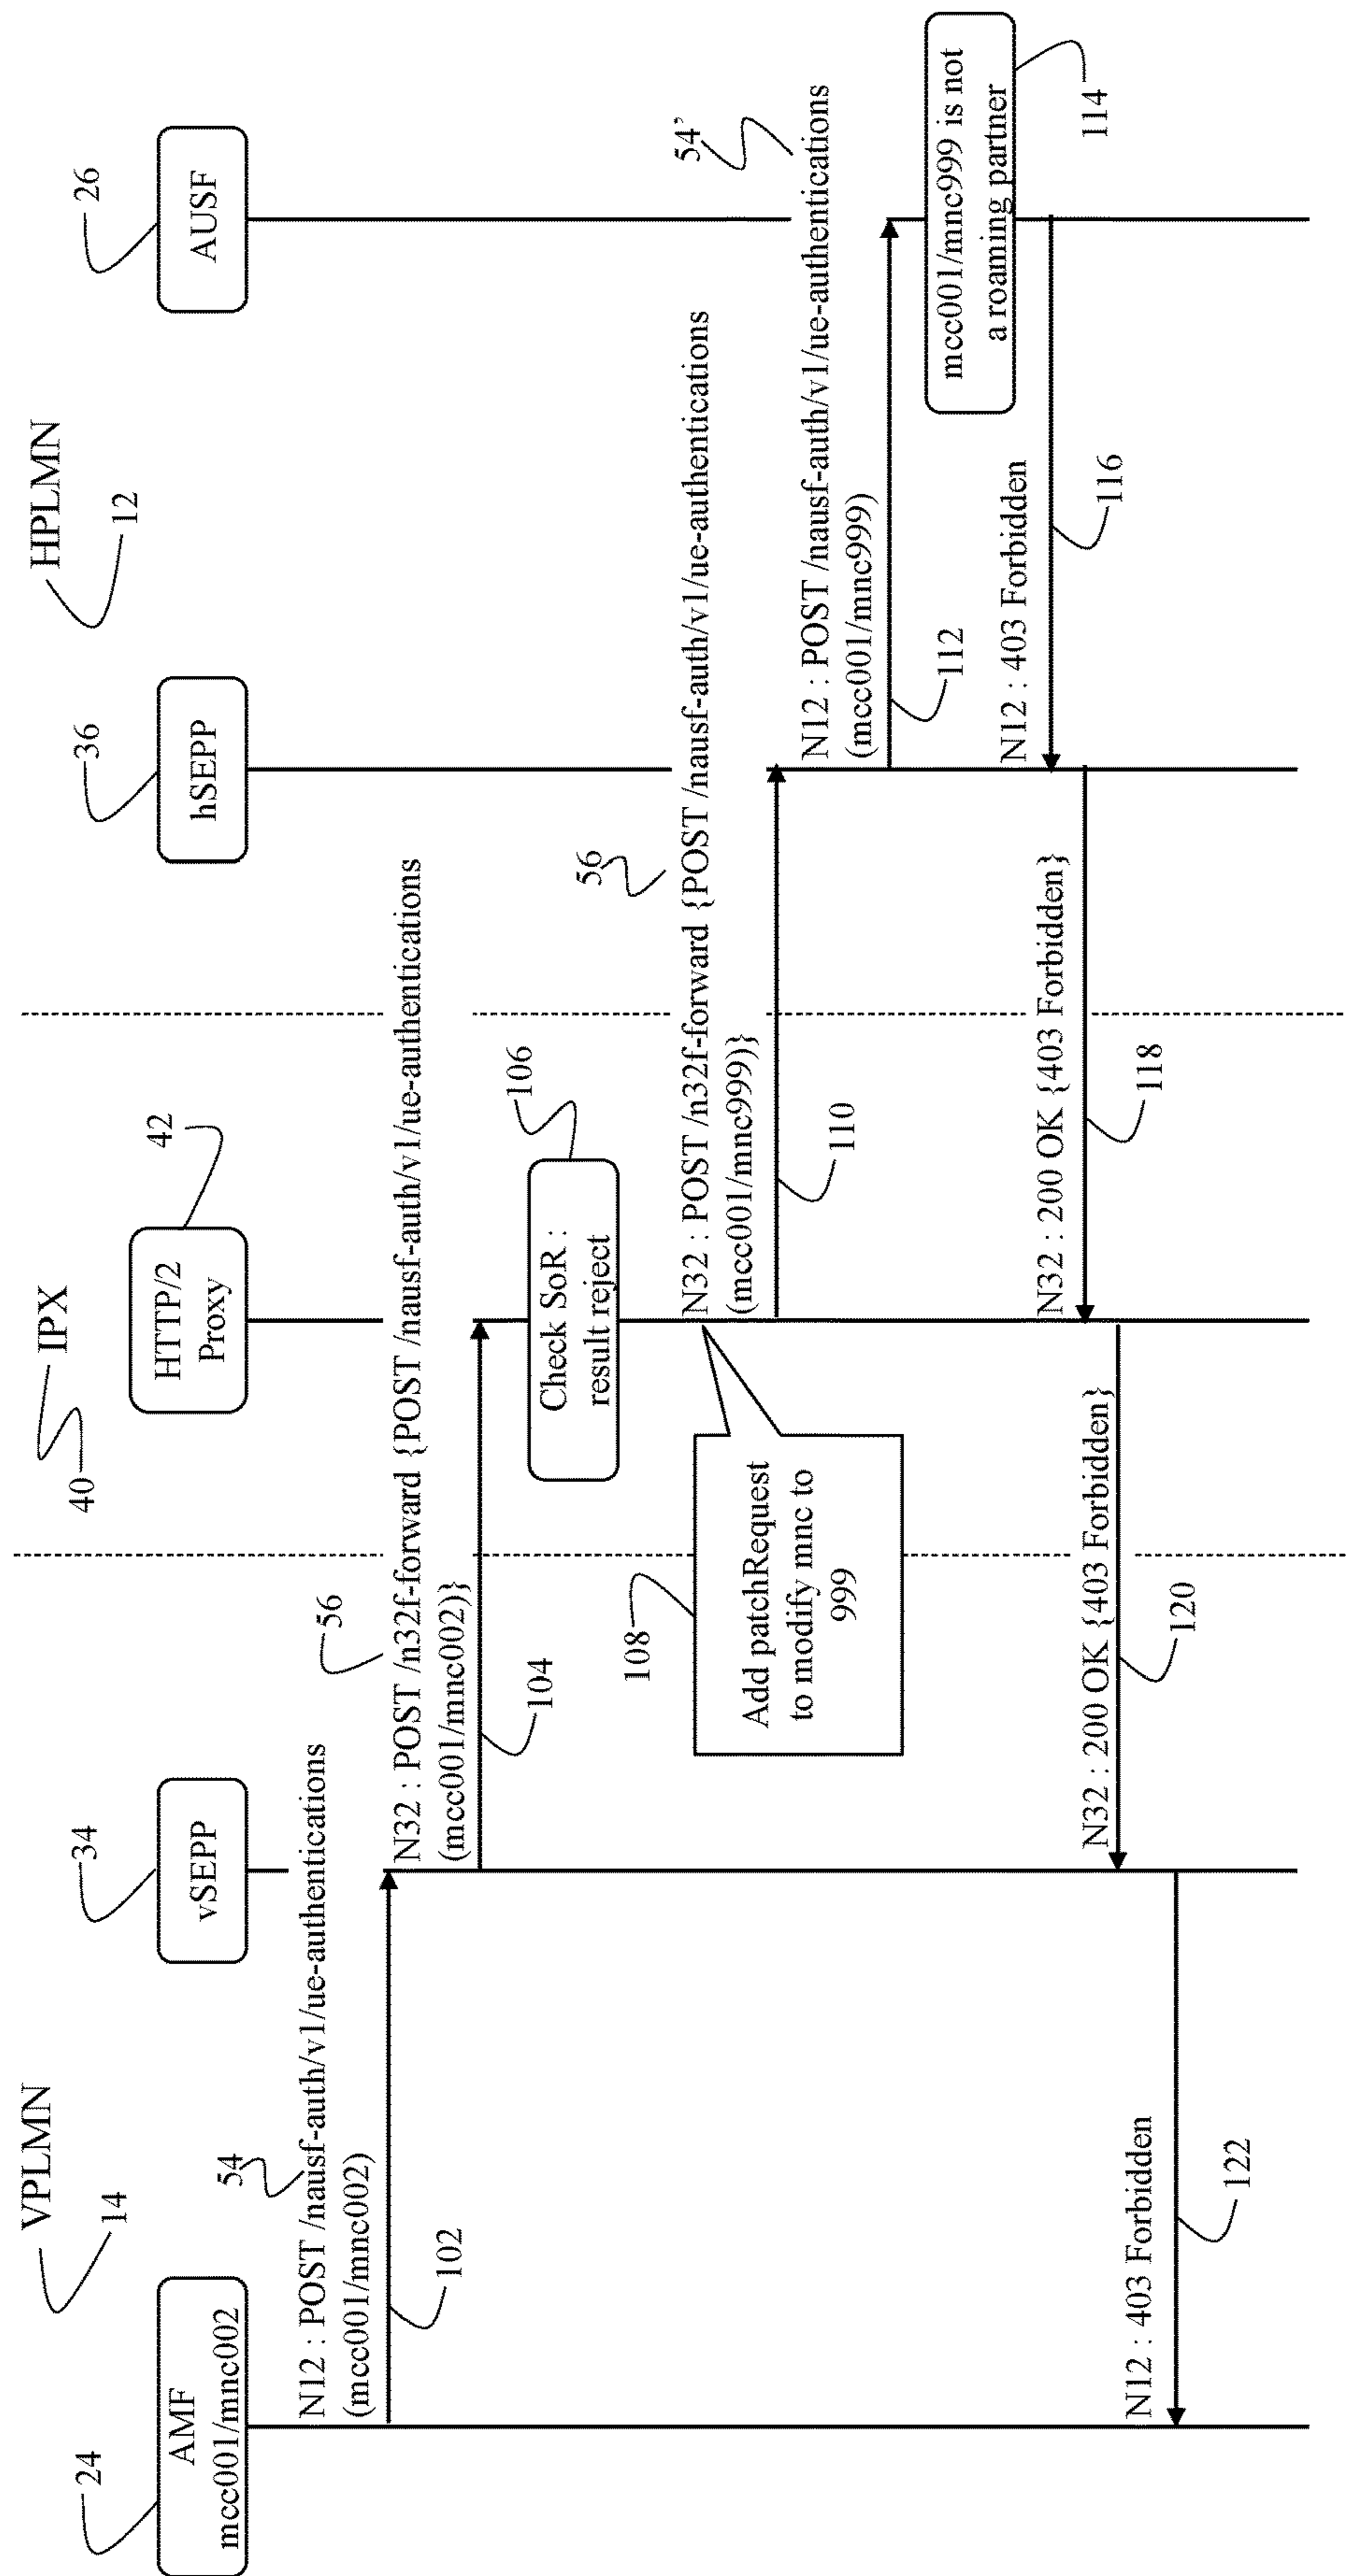 VPLMN
14
IPX
40
HPLMN
12
24
AMF
mcc001/mnc002
34
vSEPP
42
HTTP/2
Proxy
36
hSEPP
26
AUSF
54
N12 : POST /nausf-auth/v1/ue-authentications
(mcc001/mnc002)
102
56
N32 : POST /n32f-forward {POST /nausf-auth/v1/ue-authentications
(mcc001/mnc002)}
104
106
Check SoR :
result reject
108
Add patchRequest
to modify mnc to
999
56
N32 : POST /n32f-forward {POST /nausf-auth/v1/ue-authentications
(mcc001/mnc999)}
110
54’
N12 : POST /nausf-auth/v1/ue-authentications
(mcc001/mnc999)
112
mcc001/mnc999 is not
a roaming partner
114
N12 : 403 Forbidden
116
N32 : 200 OK {403 Forbidden}
118
N32 : 200 OK {403 Forbidden}
120
N12 : 403 Forbidden
122